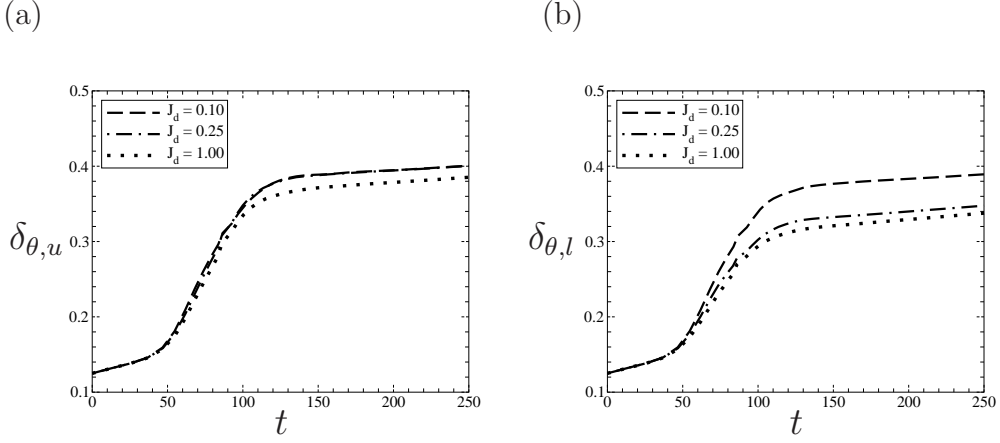 (a)
0.5
J_d = 0.10
J_d = 0.25
J_d = 1.00
0.4
δ_{θ,u}
0.3
0.2
0.1
0 50 100 150 200 250
t
(b)
0.5
J_d = 0.10
J_d = 0.25
J_d = 1.00
0.4
δ_{θ,l}
0.3
0.2
0.1
0 50 100 150 200 250
t